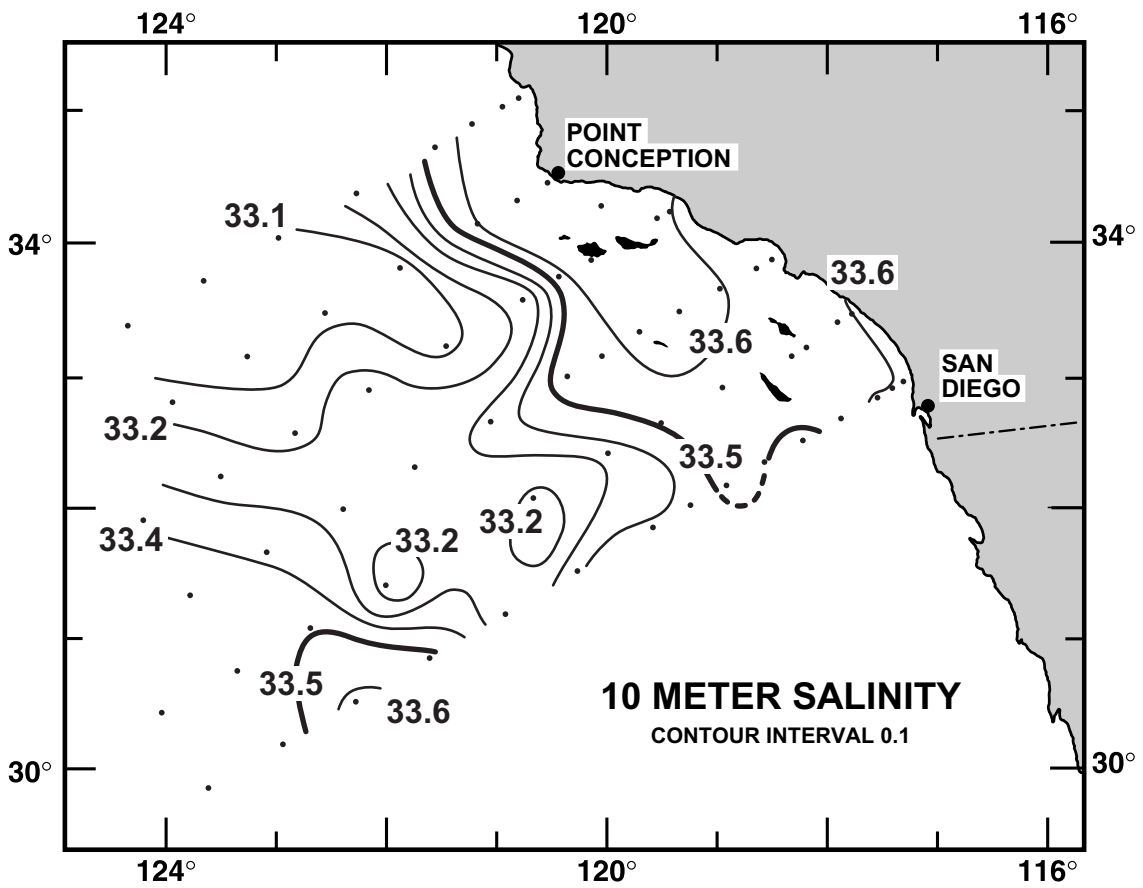 124° 120° 116°
POINT
CONCEPTION
33.1
34° 34°
33.6
33.6
SAN
DIEGO
33.2
33.5
33.2
33.4 33.2
33.5
33.6
10 METER SALINITY
CONTOUR INTERVAL 0.1
30° 30°
124° 120° 116°